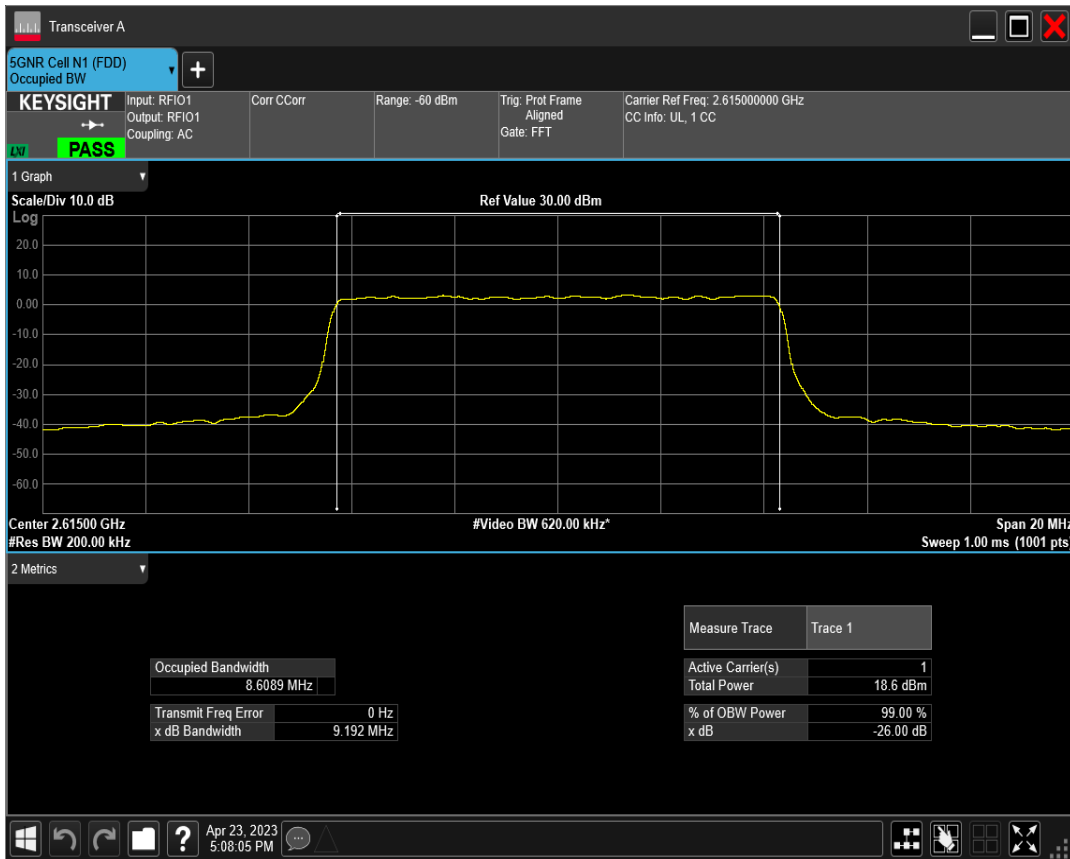 Transceiver A
5GNR Cell N1 (FDD)
Occupied BW
+
KEYSIGHT
LXI
PASS
Input: RFIO1
Output: RFIO1
Coupling: AC
Corr CCorr
Range: -60 dBm
Trig: Prot Frame
Aligned
Gate: FFT
Carrier Ref Freq: 2.615000000 GHz
CC Info: UL, 1 CC
1 Graph
Scale/Div 10.0 dB
Ref Value 30.00 dBm
Log
20.0
10.0
0.00
-10.0
-20.0
-30.0
-40.0
-50.0
-60.0
Center 2.61500 GHz
#Video BW 620.00 kHz*
Span 20 MHz
#Res BW 200.00 kHz
Sweep 1.00 ms (1001 pts)
2 Metrics
Measure Trace Trace 1
Occupied Bandwidth
8.6089 MHz
Active Carrier(s) 1
Total Power 18.6 dBm
Transmit Freq Error 0 Hz
x dB Bandwidth 9.192 MHz
% of OBW Power 99.00 %
x dB -26.00 dB
?
Apr 23, 2023
5:08:05 PM